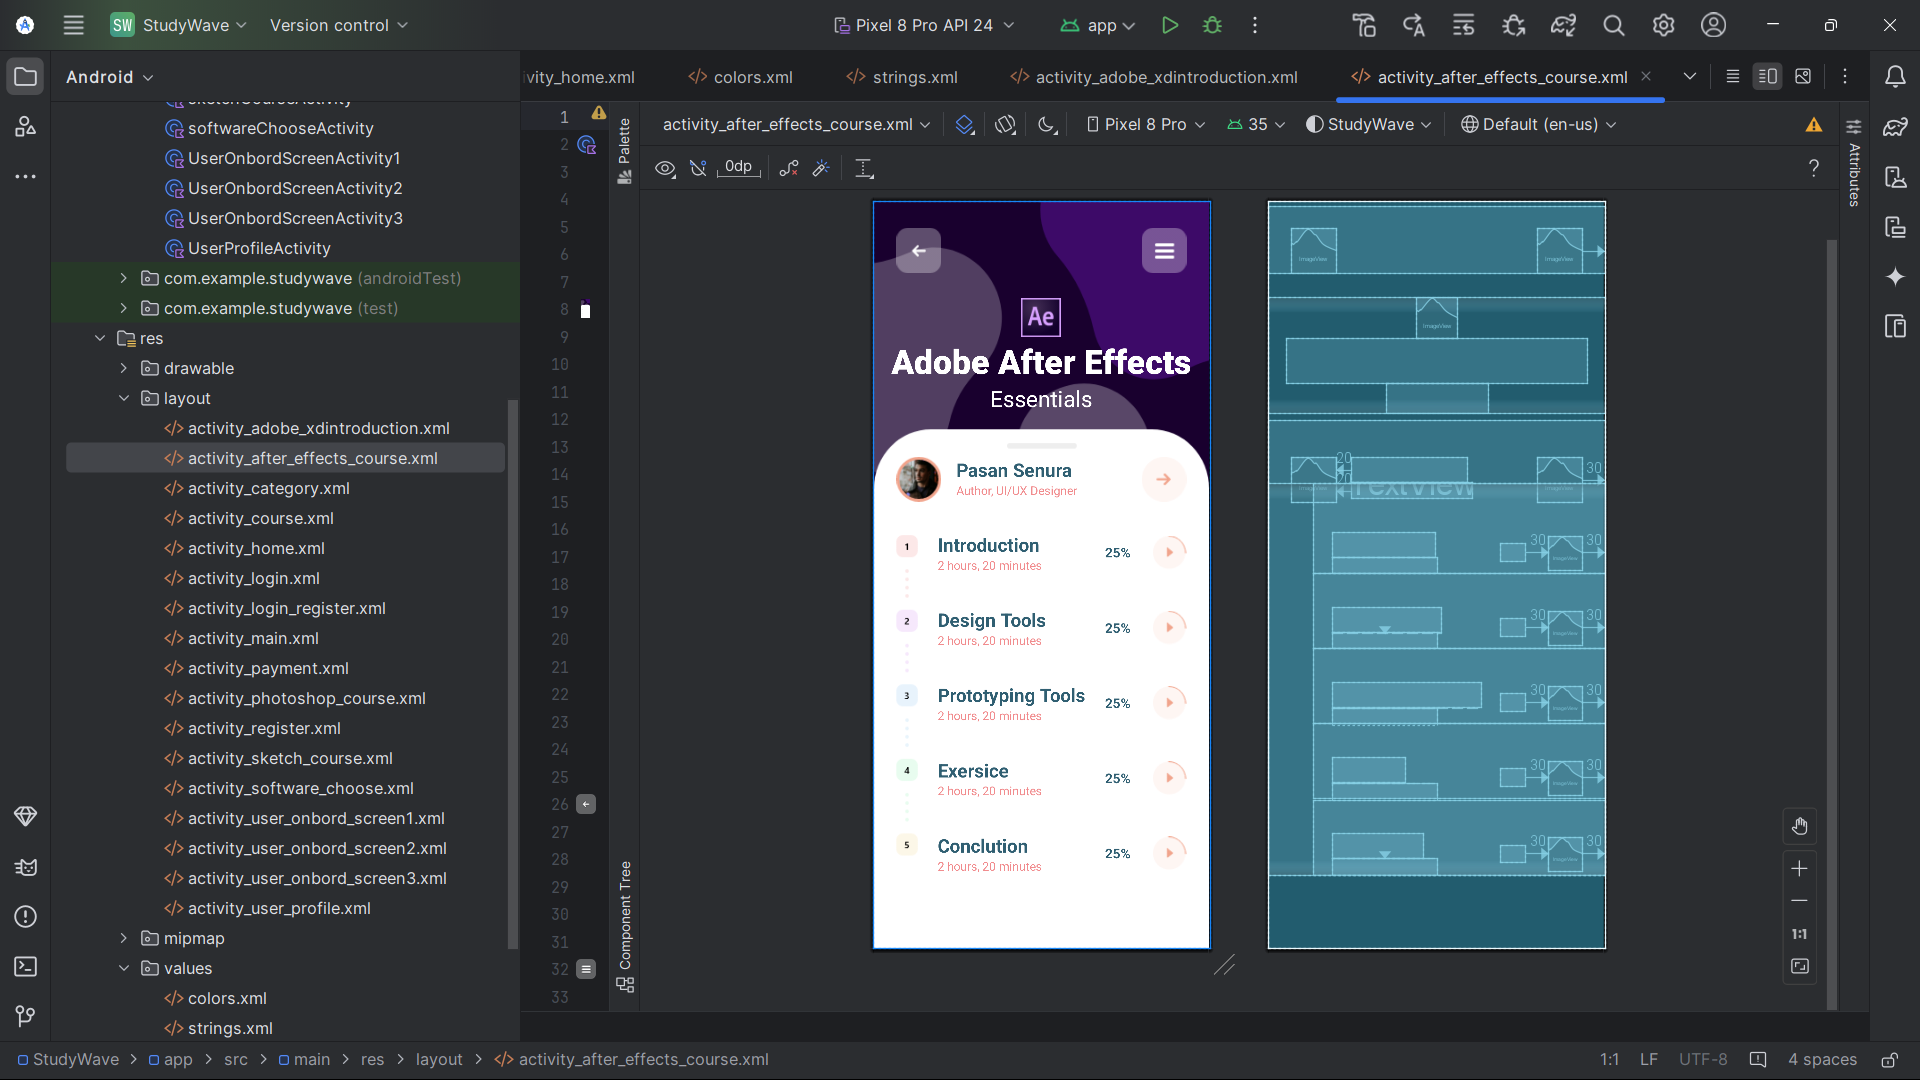 SW StudyWave Version control Pixel 8 Pro API 24 app
Android
ivity_home.xml colors.xml strings.xml activity_adobe_xdintroduction.xml activity_after_effects_course.xml
softwareChooseActivity
UserOnbordScreenActivity1
UserOnbordScreenActivity2
UserOnbordScreenActivity3
UserProfileActivity
com.example.studywave (androidTest)
com.example.studywave (test)
res
drawable
layout
activity_adobe_xdintroduction.xml
activity_after_effects_course.xml
activity_category.xml
activity_course.xml
activity_home.xml
activity_login.xml
activity_login_register.xml
activity_main.xml
activity_payment.xml
activity_photoshop_course.xml
activity_register.xml
activity_sketch_course.xml
activity_software_choose.xml
activity_user_onbord_screen1.xml
activity_user_onbord_screen2.xml
activity_user_onbord_screen3.xml
activity_user_profile.xml
mipmap
values
colors.xml
strings.xml
1
2
3
4
5
6
7
8
9
10
11
12
13
14
15
16
17
18
19
20
21
22
23
24
25
26
27
28
29
30
31
32
33
Palette
Component Tree
activity_after_effects_course.xml Pixel 8 Pro 35 StudyWave Default (en-us)
0dp ?
Attributes
Ae
Adobe After Effects
Essentials
Pasan Senura
Author, UI/UX Designer
1 Introduction 25%
2 hours, 20 minutes
2 Design Tools 25%
2 hours, 20 minutes
3 Prototyping Tools 25%
2 hours, 20 minutes
4 Exersice 25%
2 hours, 20 minutes
5 Conclution 25%
2 hours, 20 minutes
ImageView ImageView
ImageView
20 30
20 TextView
30 30
ImageView
30 30
ImageView
30 30
ImageView
30 30
ImageView
30 30
ImageView
1:1
StudyWave > app > src > main > res > layout > activity_after_effects_course.xml
1:1 LF UTF-8 4 spaces